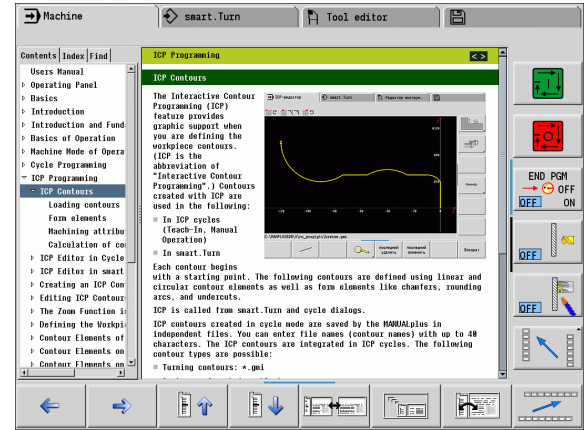 Machine
smart.Turn
Tool editor
Contents Index Find
Users Manual
Operating Panel
Basics
Introduction
Introduction and Funda
Basics of Operation
Machine Mode of Opera
Cycle Programming
ICP Programming
ICP Contours
Loading contours
Form elements
Machining attribu
Calculation of co
ICP Editor in Cycle
ICP Editor in smart
Creating an ICP Con
Editing ICP Contour
The Zoom Function i
Defining the Workpi
Contour Elements of
Contour Elements on
Contour Elements on
ICP Programming
ICP Contours
The Interactive Contour
Programming (ICP)
feature provides
graphic support when
you are defining the
workpiece contours.
(ICP is the
abbreviation of
"Interactive Contour
Programming".) Contours
created with ICP are
used in the following:
In ICP cycles
(Teach-In, Manual
Operation)
In smart.Turn
Each contour begins
with a starting point. The following contours are defined using linear and
circular contour elements as well as form elements like chamfers, rounding
arcs, and undercuts.
ICP is called from smart.Turn and cycle dialogs.
ICP contours created in cycle mode are saved by the MANUALplus in
independent files. You can enter file names (contour names) with up to 40
characters. The ICP contours are integrated in ICP cycles. The following
contour types are possible:
Turning contours: *.gmi
ICP-редактор
smart.Turn
последний
удалить
последний
изменить
Возврат
END PGM
OFF
OFF ON
OFF
OFF